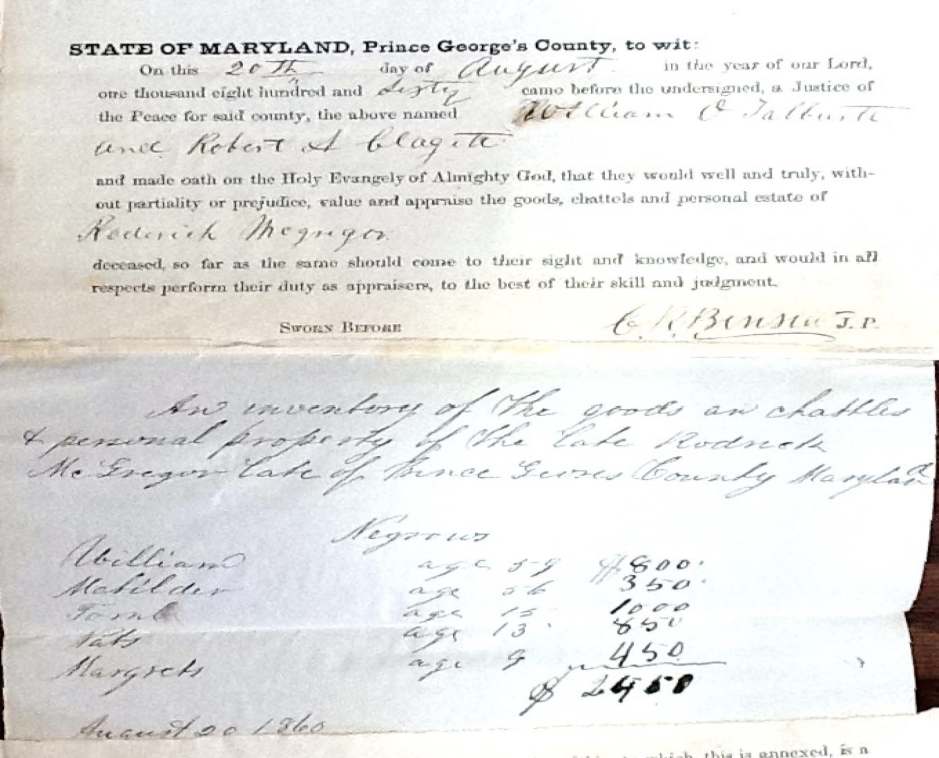 STATE OF MARYLAND, Prince George's County, to wit:
On this 20th day of August in the year of our Lord,
one thousand eight hundred and sixty came before the undersigned, a Justice of
the Peace for said county, the above named William O Talburtt
and Robert A Clagett
and made oath on the Holy Evangely of Almighty God, that they would well and truly, with-
out partiality or prejudice, value and appraise the goods, chattels and personal estate of
Roderick Mcgregor
deceased, so far as the same should come to their sight and knowledge, and would in all
respects perform their duty as appraisers, to the best of their skill and judgment.
SWORN BEFORE J.P.
An inventory of the goods an chattles
& personal property of the late Rodrick
McGregor late of Prince County Maryland
Negroes
William age 59 $800
Matilder age 56 350
Tom age 15 1000
age 13 850
Margrets age 9 450
$ 2450
August 20 1860
which, this is annexed, is a